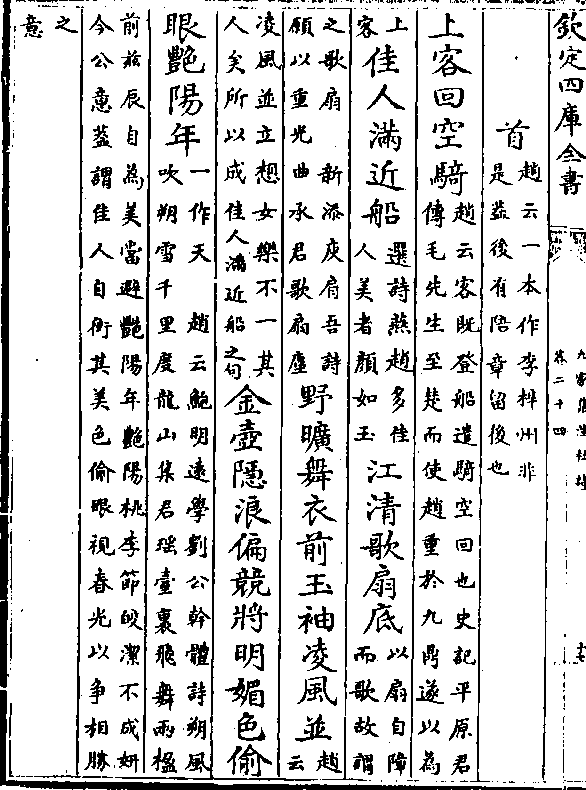 欽定四庫全書
九家集注杜詩
卷二十四
首
趙云一本作李梓州非
是蓋後有陪章留後也
上客回空騎
趙云客既登船遣騎空回也史記平原君
傳毛先生至楚而使趙重於九鼎遂以為
上
客
佳人滿近船
選詩燕趙多佳
人美者顔如玉
江清歌扇底
以扇自障
而歌故謂
之歌扇新添庾肩吾詩
願以重光曲承君歌扇塵
野曠舞衣前玉袖凌風並
趙
云
凌風並立想女樂不一其
人矣所以成佳人滿近船之句
金壺隱浪偏競將明媚色偷
眼艷陽年
一作天 趙云鮑明遠學劉公幹體詩朔風
吹朔雪千里度龍山集君瑶臺裏飛舞兩楹
前兹辰自為美當避艷陽年艷陽桃李節皎潔不成妍
今公意蓋謂佳人自衒其美色偷眼視春光以争相勝
之
意